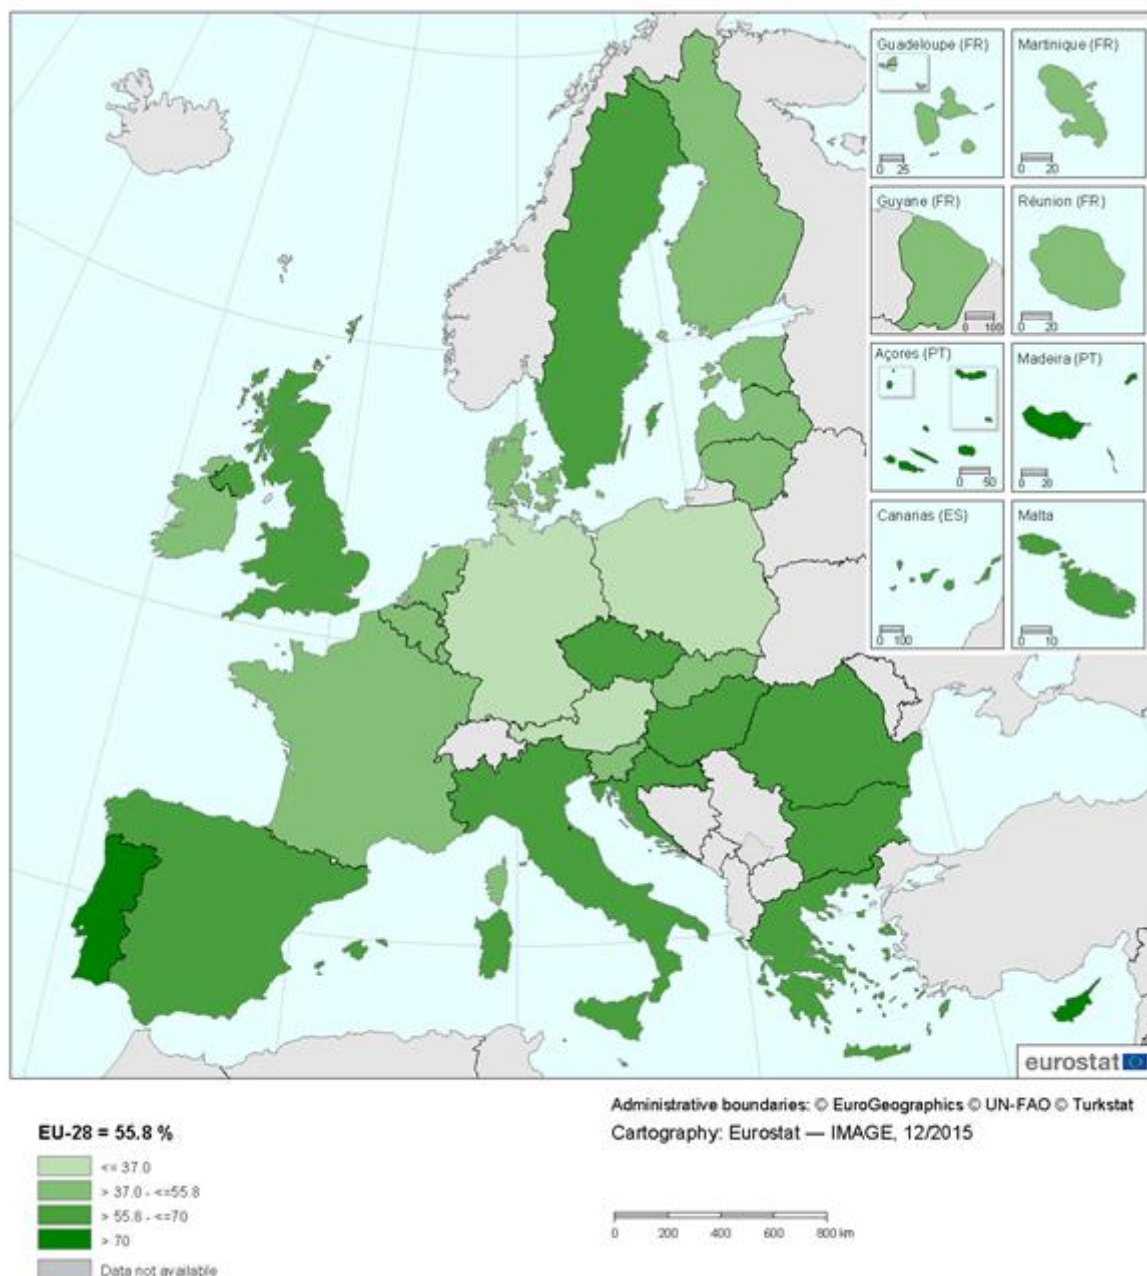 Guadeloupe (FR)
0 25
Martinique (FR)
0 20
Guyane (FR)
0 100
Réunion (FR)
0 20
Açores (PT)
0 50
Madeira (PT)
0 20
Canarias (ES)
0 100
Malta
0 10
eurostat
Administrative boundaries: © EuroGeographics © UN-FAO © Turkstat
Cartography: Eurostat — IMAGE, 12/2015
EU-28 = 55.8 %
<= 37.0
> 37.0 - <=55.8
> 55.8 - <=70
> 70
Data not available
0 200 400 600 800 km